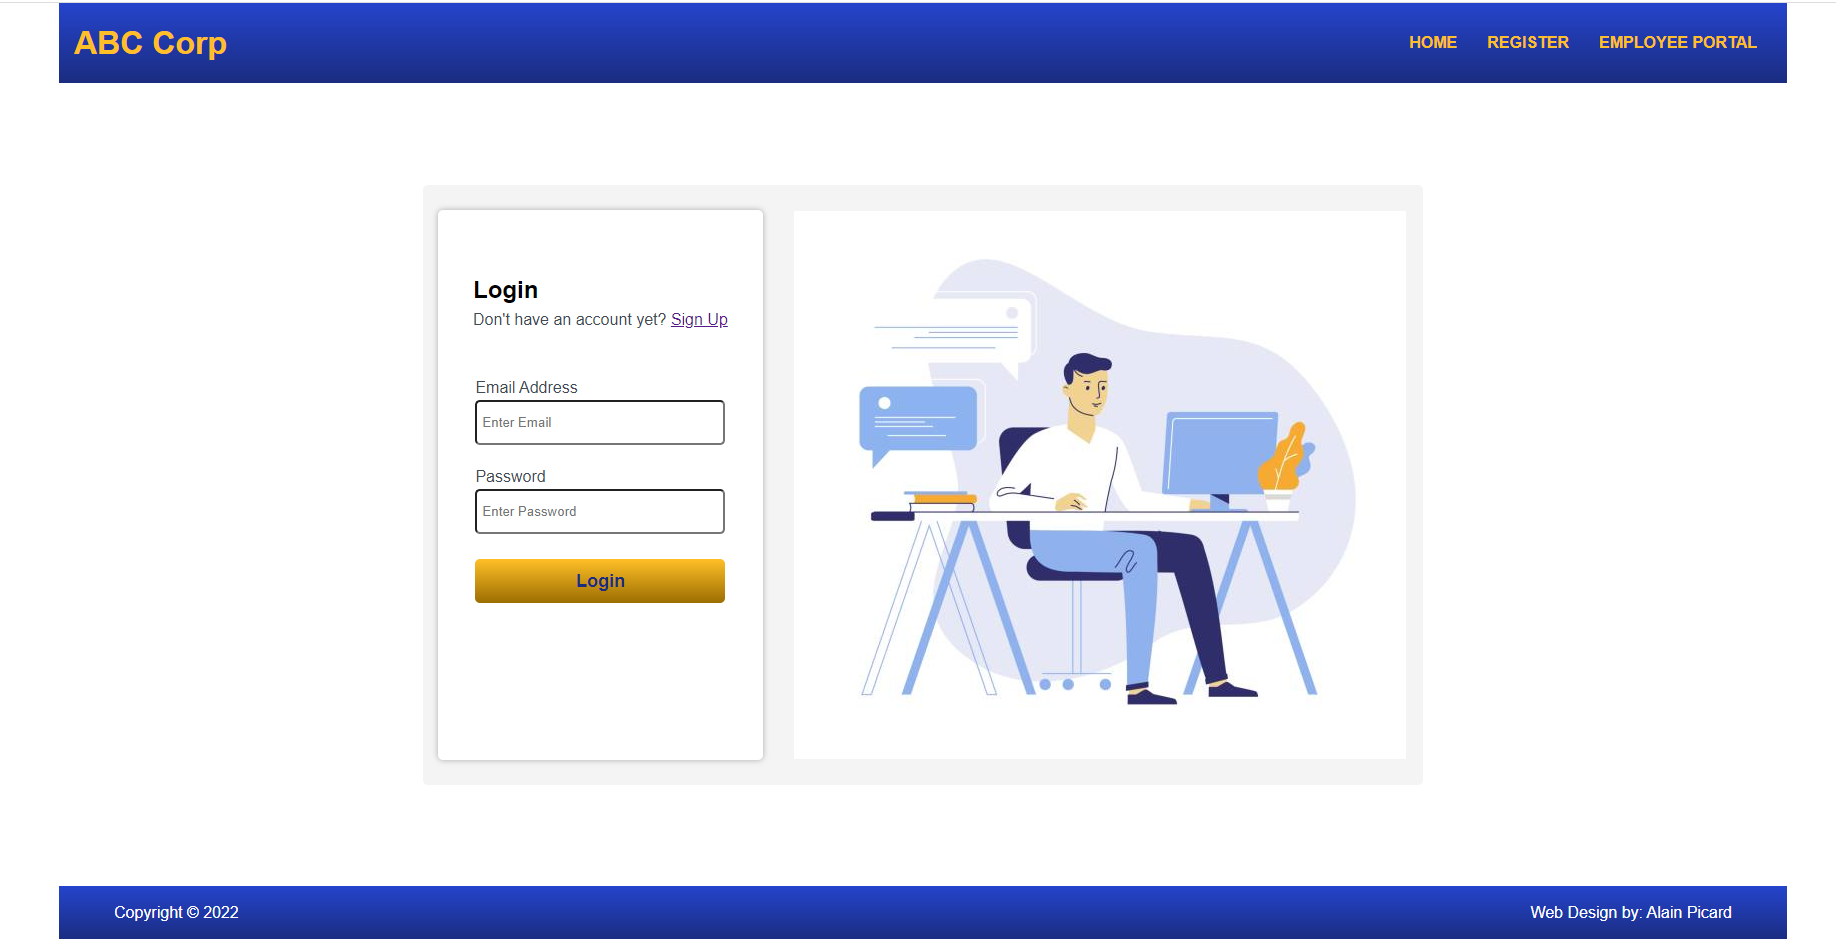 ABC Corp
HOME REGISTER EMPLOYEE PORTAL
Login
Don't have an account yet? Sign Up
Email Address
Enter Email
Password
Enter Password
Login
Copyright © 2022
Web Design by: Alain Picard